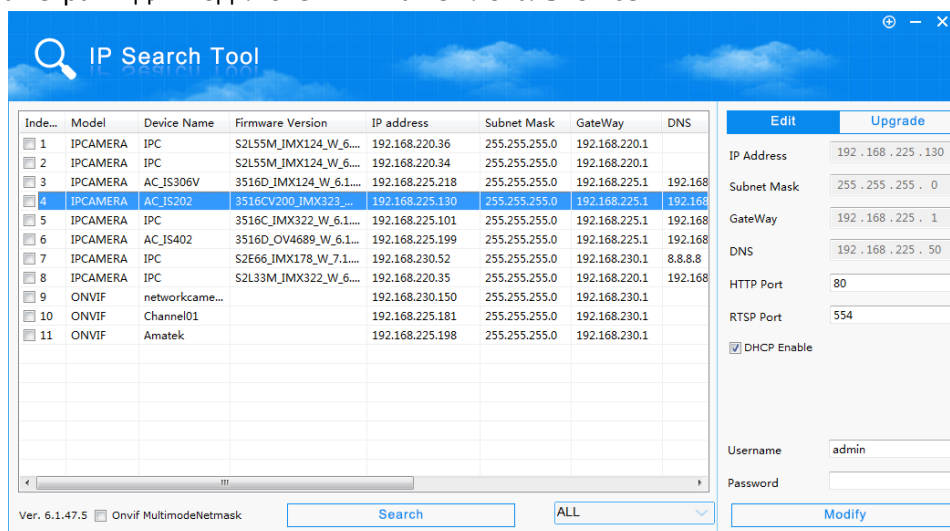 IP Search Tool
Inde... Model Device Name Firmware Version IP address Subnet Mask GateWay DNS
1 IPCAMERA IPC S2L55M_IMX124_W_6.... 192.168.220.36 255.255.255.0 192.168.220.1
2 IPCAMERA IPC S2L55M_IMX124_W_6.... 192.168.220.34 255.255.255.0 192.168.220.1
3 IPCAMERA AC_IS306V 3516D_IMX124_W_6.1.... 192.168.225.218 255.255.255.0 192.168.225.1 192.168
4 IPCAMERA AC_IS202 3516CV200_IMX323_... 192.168.225.130 255.255.255.0 192.168.225.1 192.168
5 IPCAMERA IPC 3516C_IMX322_W_6.1.... 192.168.225.101 255.255.255.0 192.168.225.1 192.168
6 IPCAMERA AC_IS402 3516D_OV4689_W_6.1... 192.168.225.199 255.255.255.0 192.168.225.1 192.168
7 IPCAMERA IPC S2E66_IMX178_W_7.1.... 192.168.230.52 255.255.255.0 192.168.230.1 8.8.8.8
8 IPCAMERA IPC S2L33M_IMX322_W_6.... 192.168.220.35 255.255.255.0 192.168.220.1 192.168
9 ONVIF networkcame... 192.168.230.150 255.255.255.0 192.168.230.1
10 ONVIF Channel01 192.168.225.181 255.255.255.0 192.168.230.1
11 ONVIF Amatek 192.168.225.198 255.255.255.0 192.168.230.1
Ver. 6.1.47.5 Onvif MultimodeNetmask Search ALL
Edit Upgrade
IP Address 192 . 168 . 225 . 130
Subnet Mask 255 . 255 . 255 . 0
GateWay 192 . 168 . 225 . 1
DNS 192 . 168 . 225 . 50
HTTP Port 80
RTSP Port 554
DHCP Enable
Username admin
Password
Modify